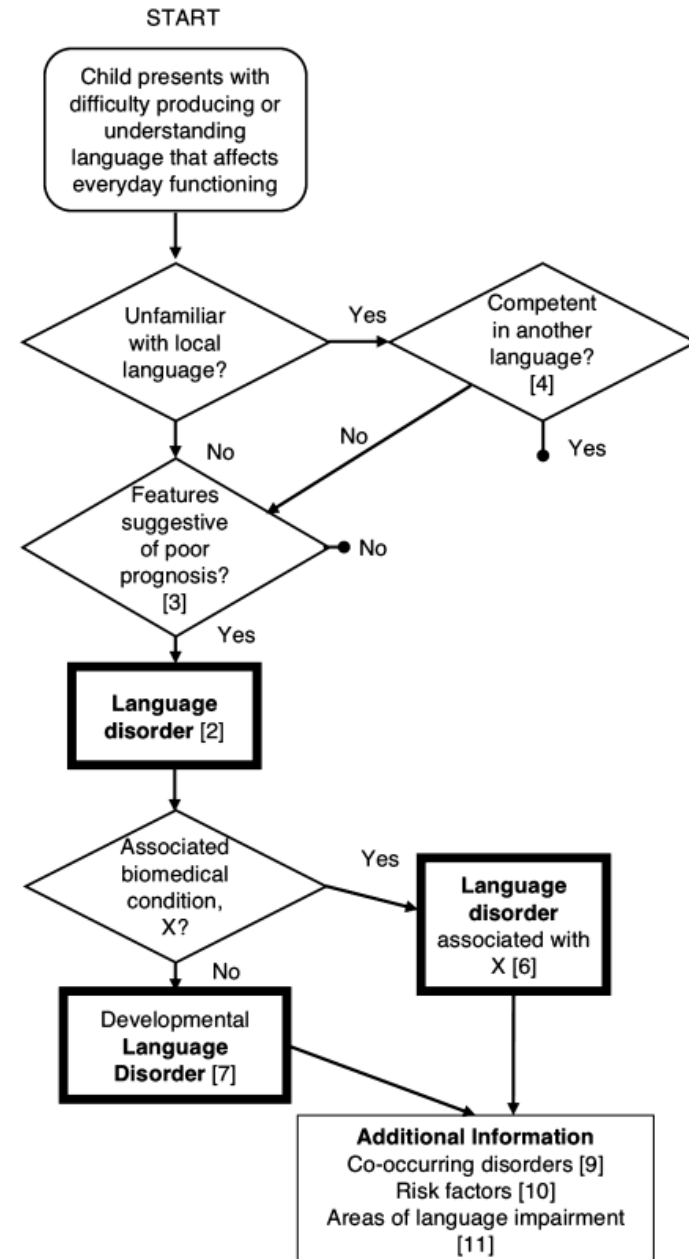 START
Child presents with
difficulty producing or
understanding
language that affects
everyday functioning
Unfamiliar
with local
language?
Yes
Competent
in another
language?
[4]
No
Yes
No
Features
suggestive
of poor
prognosis?
[3]
No
Yes
Language
disorder [2]
Associated
biomedical
condition,
X?
Yes
Language
disorder
associated with
X [6]
No
Developmental
Language
Disorder [7]
Additional Information
Co-occurring disorders [9]
Risk factors [10]
Areas of language impairment
[11]